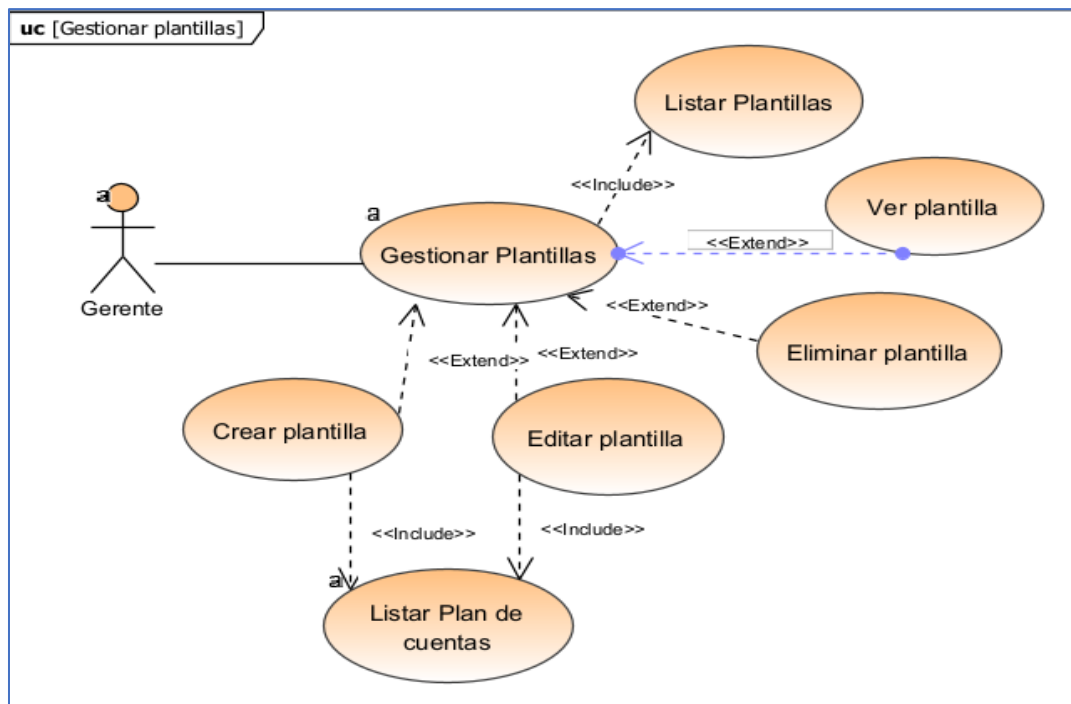 uc [Gestionar plantillas]
Listar Plantillas
<<Include>>
a
Ver plantilla
a
<<Extend>>
Gestionar Plantillas
Gerente
<<Extend>>
Eliminar plantilla
<<Extend>>
<<Extend>>
Crear plantilla
Editar plantilla
<<Include>>
<<Include>>
a
Listar Plan de
cuentas